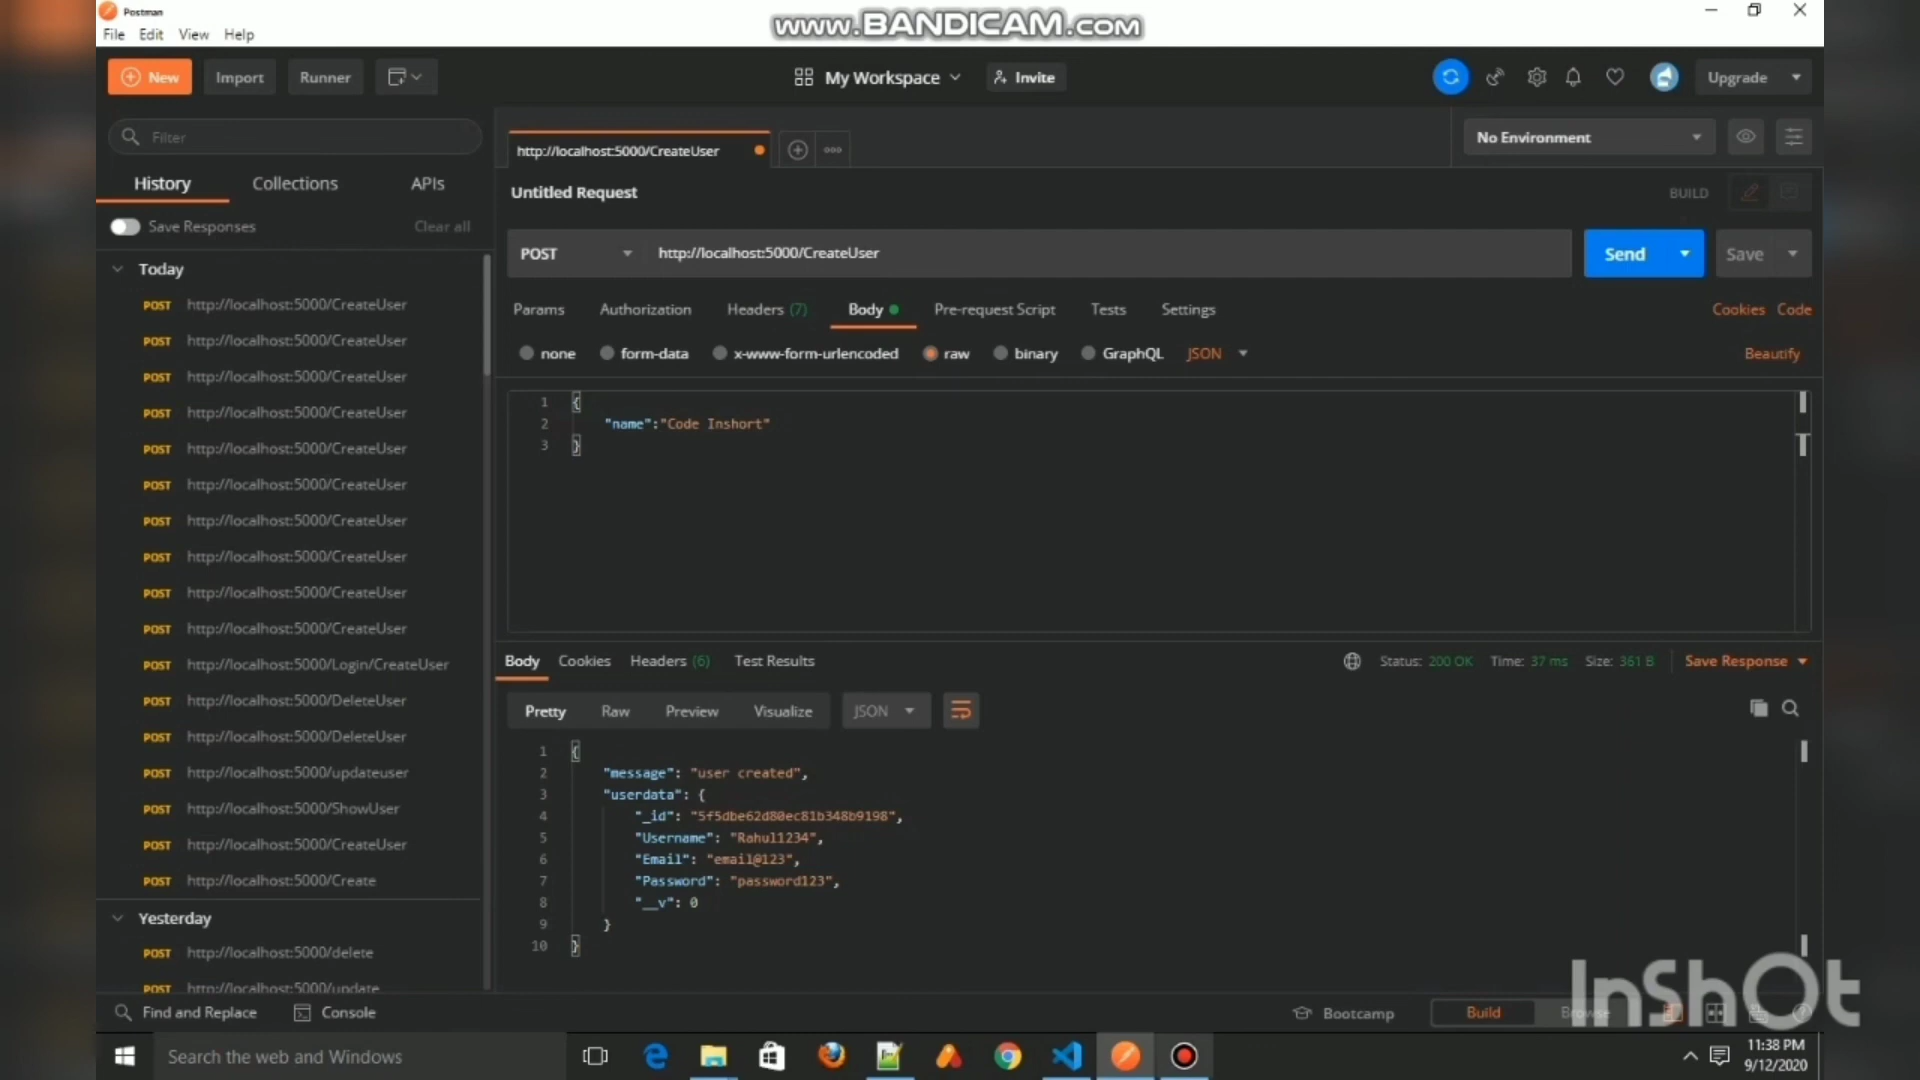 Postman
www.BANDICAM.com
File Edit View Help
New Import Runner
My Workspace Invite
Upgrade
Filter
http://localhost:5000/CreateUser
No Environment
History Collections APIs
Untitled Request
BUILD
Save Responses Clear all
POST http://localhost:5000/CreateUser
Send Save
Today
POST http://localhost:5000/CreateUser
POST http://localhost:5000/CreateUser
POST http://localhost:5000/CreateUser
POST http://localhost:5000/CreateUser
POST http://localhost:5000/CreateUser
POST http://localhost:5000/CreateUser
POST http://localhost:5000/CreateUser
POST http://localhost:5000/CreateUser
POST http://localhost:5000/CreateUser
POST http://localhost:5000/CreateUser
POST http://localhost:5000/Login/CreateUser
POST http://localhost:5000/DeleteUser
POST http://localhost:5000/DeleteUser
POST http://localhost:5000/updateuser
POST http://localhost:5000/ShowUser
POST http://localhost:5000/CreateUser
POST http://localhost:5000/Create
Yesterday
POST http://localhost:5000/delete
POST http://localhost:5000/update
Params Authorization Headers (7) Body Pre-request Script Tests Settings Cookies Code
none form-data x-www-form-urlencoded raw binary GraphQL JSON Beautify
1 {
2 "name":"Code Inshort"
3 }
Body Cookies Headers (6) Test Results
Status: 200 OK Time: 37 ms Size: 361 B Save Response
Pretty Raw Preview Visualize JSON
1 {
2 "message": "user created",
3 "userdata": {
4 "_id": "5f5dbe62d80ec81b348b9198",
5 "Username": "Rahul1234",
6 "Email": "email@123",
7 "Password": "password123",
8 "__v": 0
9 }
10 }
InShOt
Find and Replace Console
Bootcamp Build Browse
Search the web and Windows
11:38 PM
9/12/2020